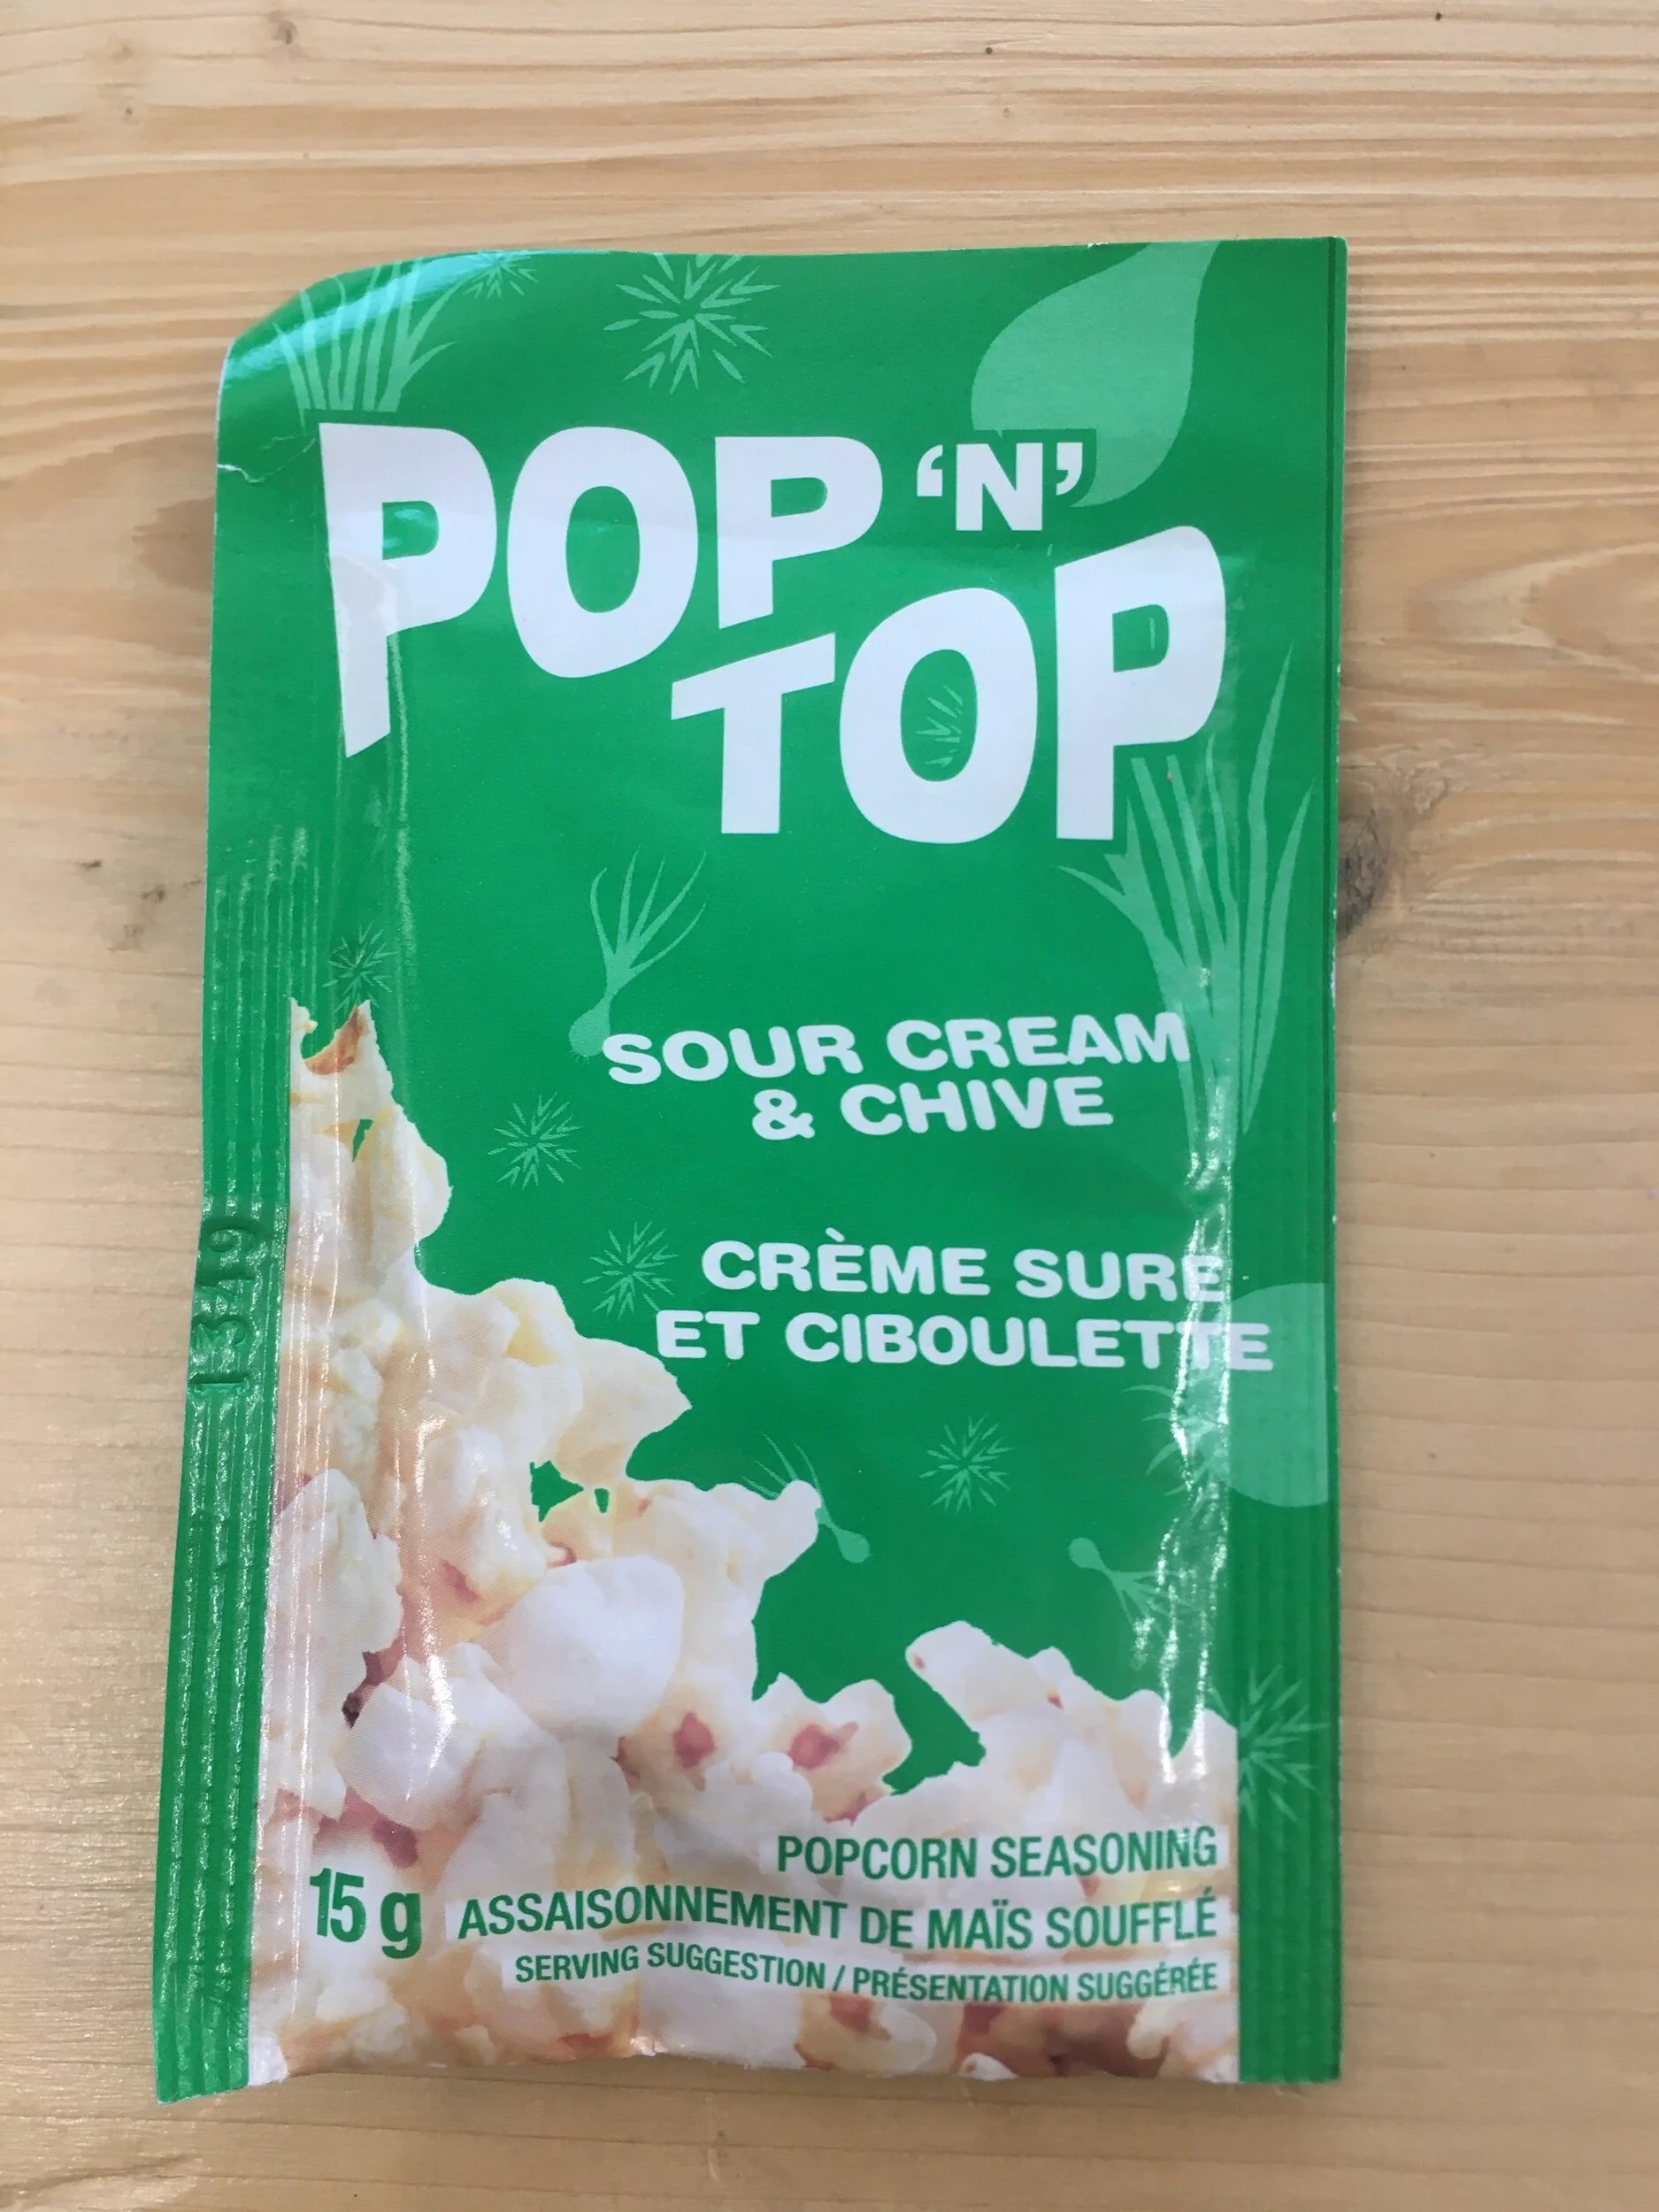 POP 'N'
TOP
SOUR CREAM
& CHIVE
CRÈME SURE
ET CIBOULETTE
1349
POPCORN SEASONING
15 g ASSAISONNEMENT DE MAÏS SOUFFLÉ
SERVING SUGGESTION / PRÉSENTATION SUGGÉRÉE